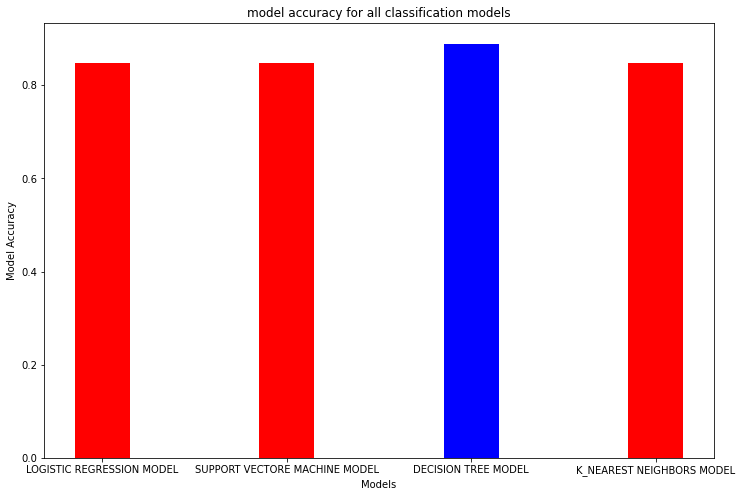 model accuracy for all classification models
Model Accuracy
0.8
0.6
0.4
0.2
0.0
LOGISTIC REGRESSION MODEL
SUPPORT VECTORE MACHINE MODEL
DECISION TREE MODEL
K_NEAREST NEIGHBORS MODEL
Models